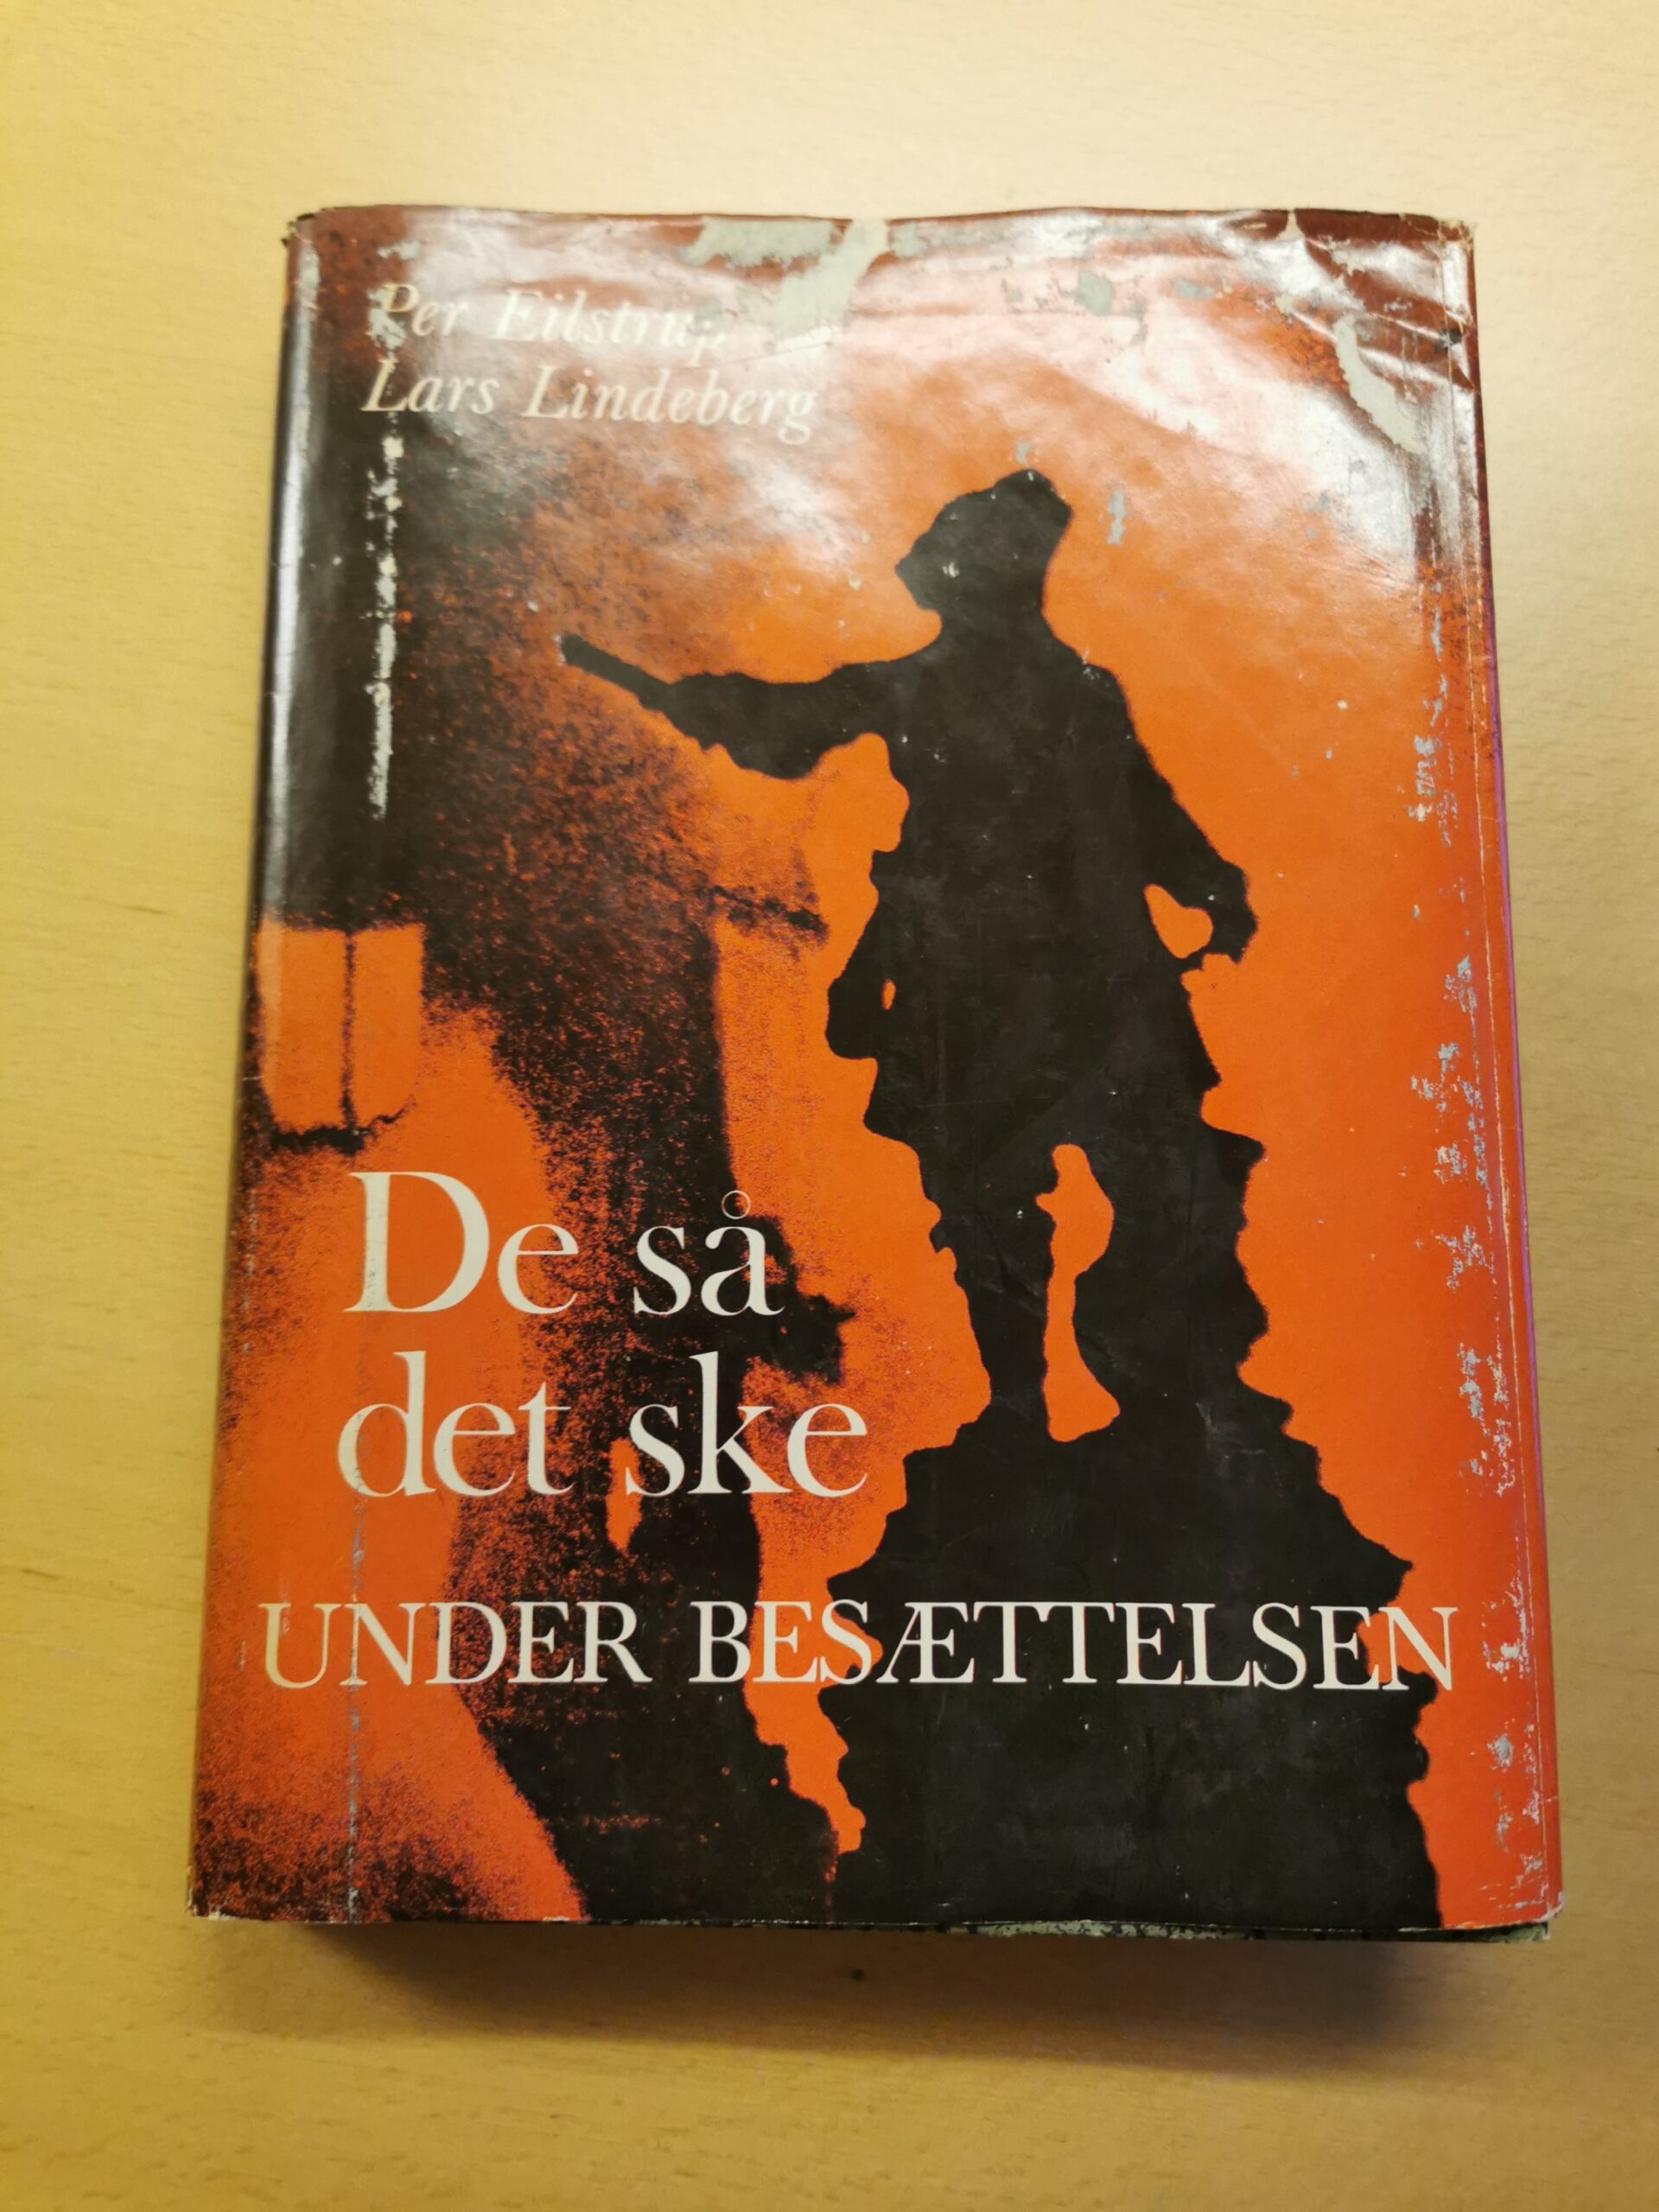 Per Eilstrup
Lars Lindeberg
De så
det ske
UNDER BESÆTTELSEN